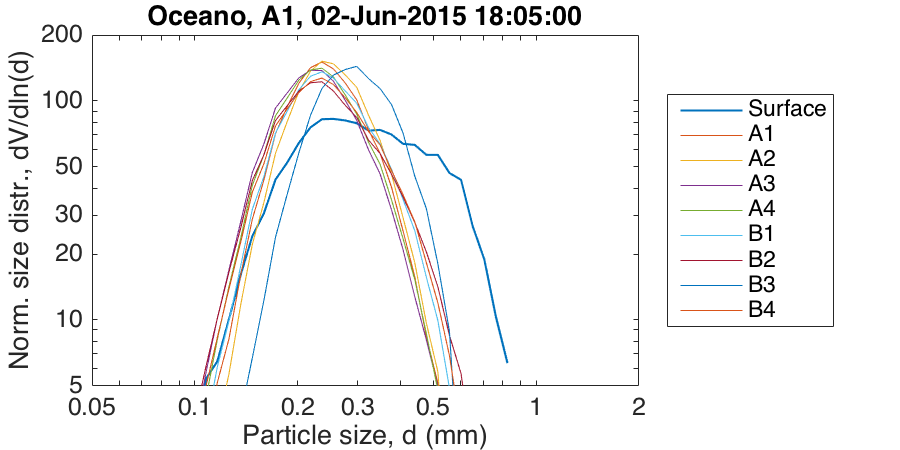 Oceano, A1, 02-Jun-2015 18:05:00
Norm. size distr., dV/dln(d)
200
100
50
30
20
10
5
0.05
0.1
0.2
0.3
0.5
1
2
Particle size, d (mm)
Surface
A1
A2
A3
A4
B1
B2
B3
B4